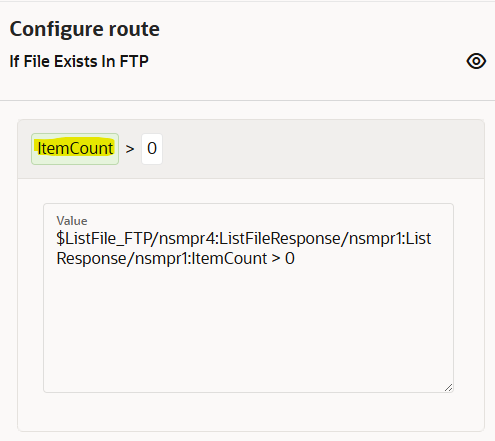 Configure route
If File Exists In FTP
ItemCount > 0
Value
$ListFile_FTP/nsmpr4:ListFileResponse/nsmpr1:List
Response/nsmpr1:ItemCount > 0